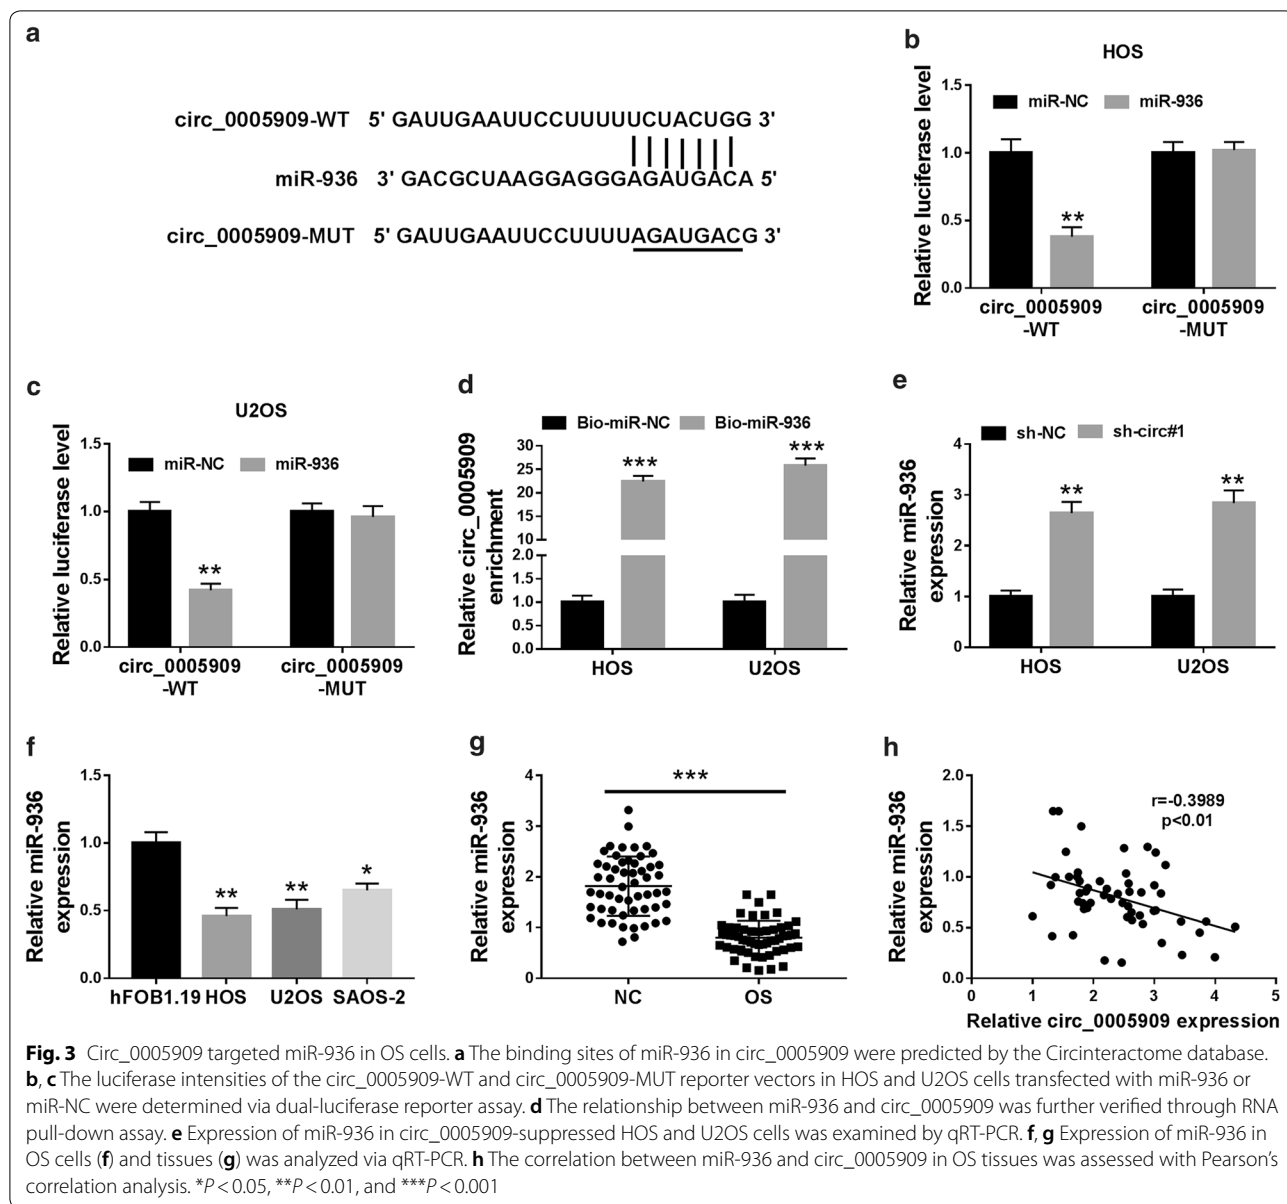 a
circ_0005909-WT 5' GAUUGAAUUCCUUUUUCUACUGG 3'
miR-936 3' GACGCUAAGGAGGGAGAUGACA 5'
circ_0005909-MUT 5' GAUUGAAUUCCUUUUAGAUGACG 3'
b
HOS
Relative luciferase level
1.5
1.0
0.5
0.0
miR-NC miR-936
**
circ_0005909 -WT
circ_0005909 -MUT
c
U2OS
Relative luciferase level
1.5
1.0
0.5
0.0
miR-NC miR-936
**
circ_0005909 -WT
circ_0005909 -MUT
d
Bio-miR-NC Bio-miR-936
Relative circ_0005909
enrichment
30
25
20
15
10
2.0
1.5
1.0
0.5
0.0
***
***
HOS U2OS
e
sh-NC sh-circ#1
Relative miR-936
expression
4
3
2
1
0
**
**
HOS U2OS
f
Relative miR-936
expression
1.5
1.0
0.5
0.0
**
**
*
hFOB1.19 HOS U2OS SAOS-2
g
Relative miR-936
expression
4
3
2
1
0
***
NC OS
h
Relative miR-936
expression
2.0
1.5
1.0
0.5
0.0
r=-0.3989
p<0.01
0 1 2 3 4 5
Relative circ_0005909 expression
Fig. 3 Circ_0005909 targeted miR-936 in OS cells. a The binding sites of miR-936 in circ_0005909 were predicted by the Circinteractome database.
b, c The luciferase intensities of the circ_0005909-WT and circ_0005909-MUT reporter vectors in HOS and U2OS cells transfected with miR-936 or
miR-NC were determined via dual-luciferase reporter assay. d The relationship between miR-936 and circ_0005909 was further verified through RNA
pull-down assay. e Expression of miR-936 in circ_0005909-suppressed HOS and U2OS cells was examined by qRT-PCR. f, g Expression of miR-936 in
OS cells (f) and tissues (g) was analyzed via qRT-PCR. h The correlation between miR-936 and circ_0005909 in OS tissues was assessed with Pearson's
correlation analysis. *P < 0.05, **P < 0.01, and ***P < 0.001